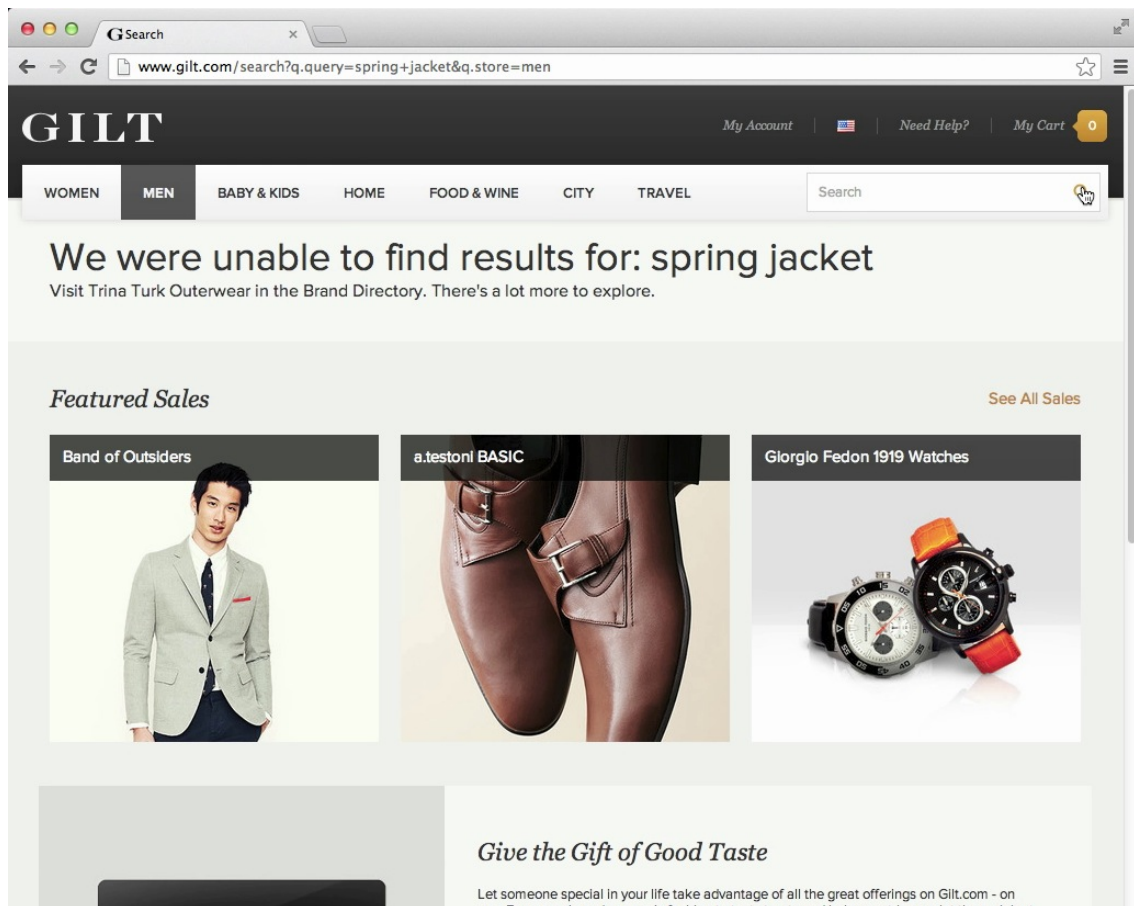 G Search
www.gilt.com/search?q.query=spring+jacket&q.store=men
GILT
My Account
Need Help?
My Cart 0
WOMEN MEN BABY & KIDS HOME FOOD & WINE CITY TRAVEL Search
We were unable to find results for: spring jacket
Visit Trina Turk Outerwear in the Brand Directory. There's a lot more to explore.
Featured Sales
See All Sales
Band of Outsiders
a.testoni BASIC
Giorgio Fedon 1919 Watches
Give the Gift of Good Taste
Let someone special in your life take advantage of all the great offerings on Gilt.com - on